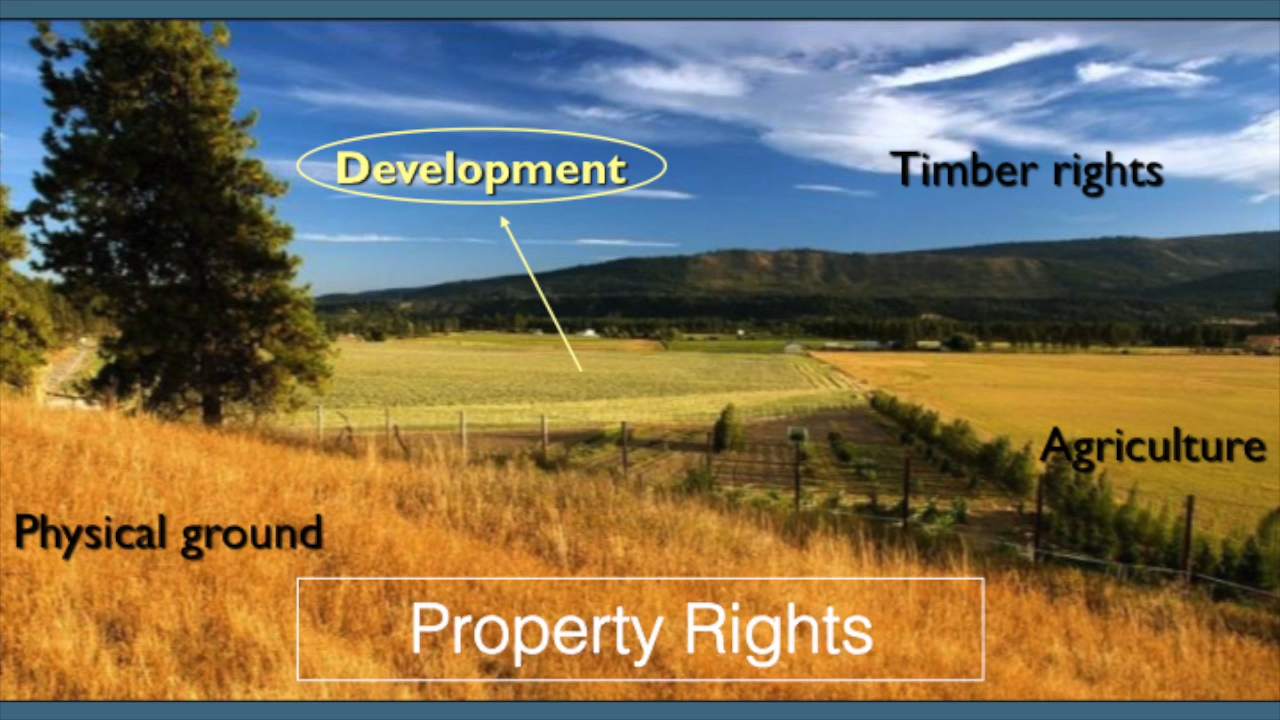 Development
Timber rights
Agriculture
Physical ground
Property Rights